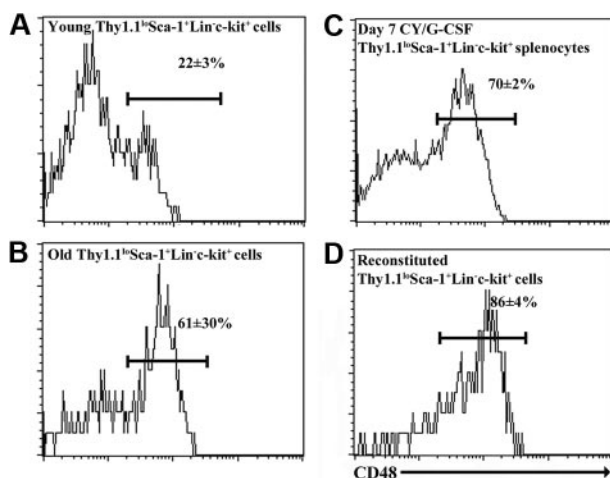 A
Young Thy1.1loSca-1+Lin-c-kit+ cells
22±3%
B
Old Thy1.1loSca-1+Lin-c-kit+ cells
61±30%
C
Day 7 CY/G-CSF
Thy1.1loSca-1+Lin-c-kit+ splenocytes
70±2%
D
Reconstituted
Thy1.1loSca-1+Lin-c-kit+ cells
86±4%
CD48